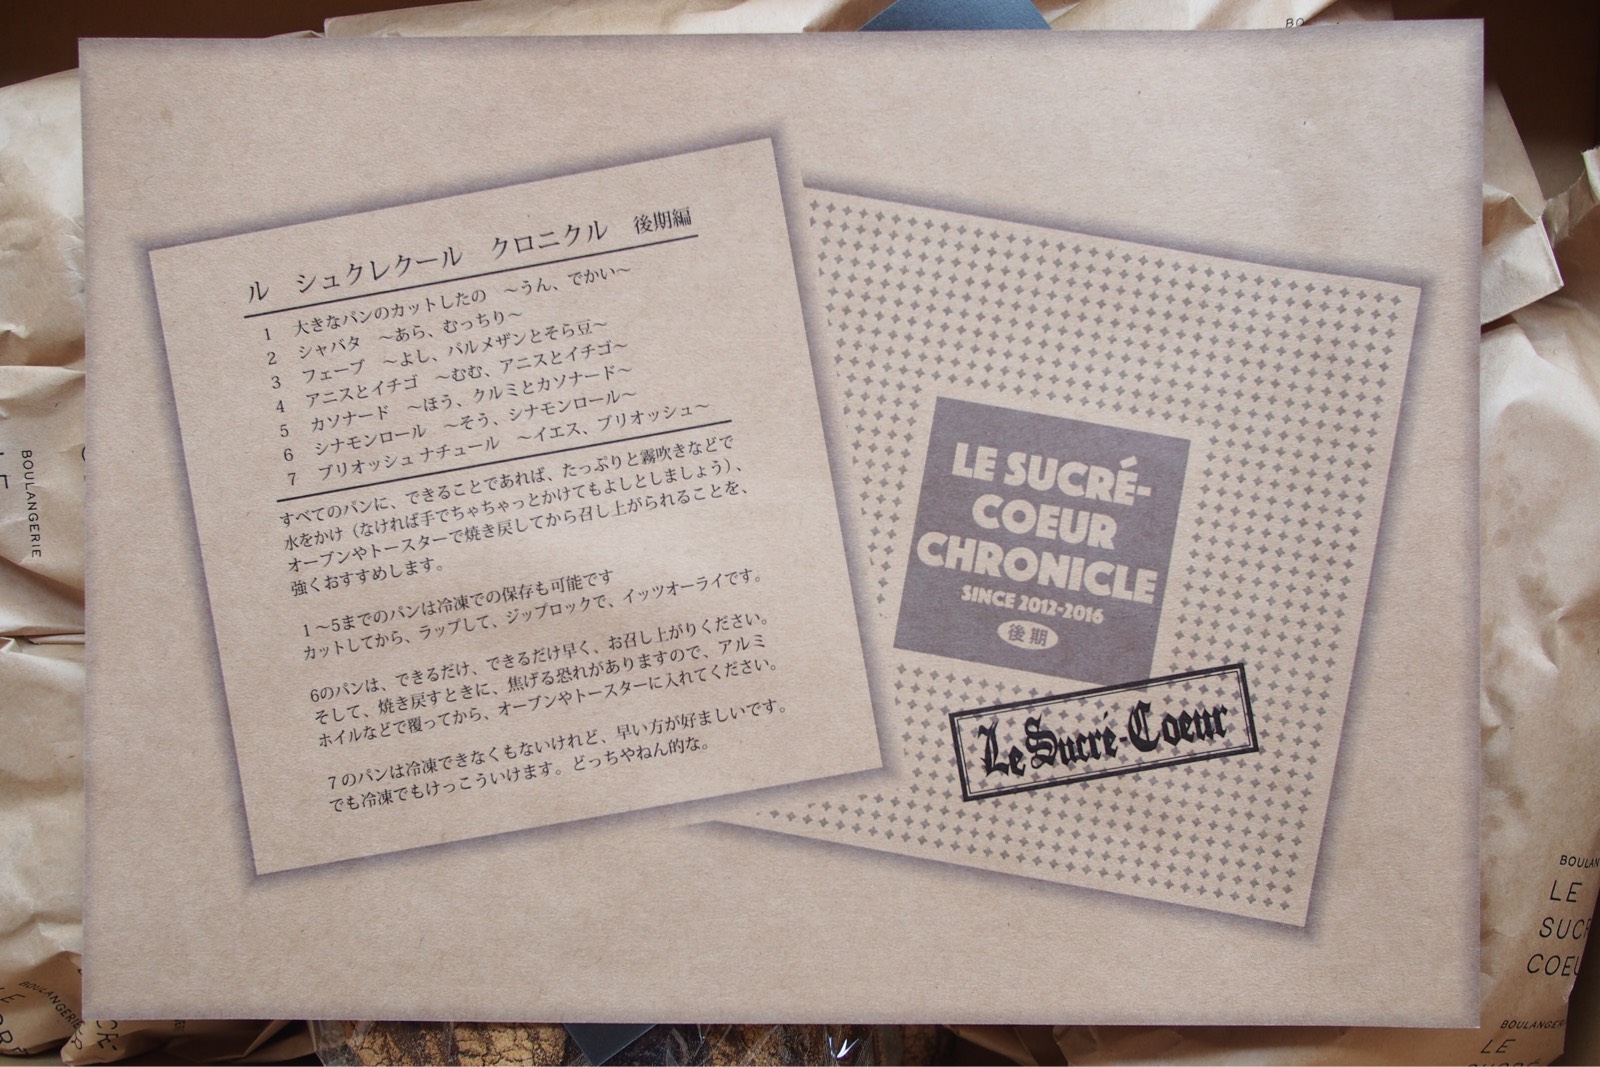 ル シュクレクール クロニクル 後期編
1 大きなパンのカットしたの ～うん、でかい～
2 シャバタ ～あら、むっちり～
3 フェーブ ～よし、パルメザンとそら豆～
4 アニスとイチゴ ～むむ、アニスとイチゴ～
5 カソナード ～ほう、クルミとカソナード～
6 シナモンロール ～そう、シナモンロール～
7 ブリオッシュナチュール ～イエス、ブリオッシュ～
すべてのパンに、できることであれば、たっぷりと霧吹きなどで
水をかけ（なければ手でちゃちゃっとかけてもよしとしましょう）、
オーブンやトースターで焼き戻してから召し上がられることを、
強くおすすめします。
1～5までのパンは冷凍での保存も可能です
カットしてから、ラップして、ジップロックで、イッツオーライです。
6のパンは、できるだけ、できるだけ早く、お召し上がりください。
そして、焼き戻すときに、焦げる恐れがありますので、アルミ
ホイルなどで覆ってから、オーブンやトースターに入れてください。
7のパンは冷凍できなくもないけれど、早い方が好ましいです。
でも冷凍でもけっこういけます。どっちやねん的な。
LE SUCRÉ-
COEUR
CHRONICLE
SINCE 2012-2016
後期
Le Sucré-Coeur
BOULANGERIE
LE
COEU
BOULANGER
LE